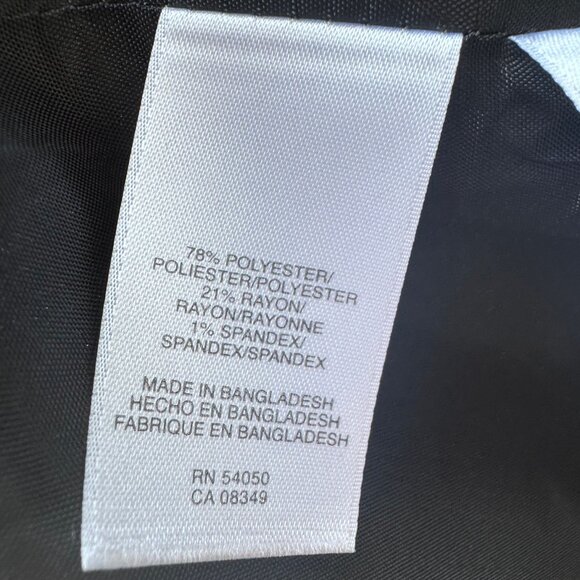 78% POLYESTER/
POLIESTER/POLYESTER
21% RAYON/
RAYON/RAYONNE
1% SPANDEX/
SPANDEX/SPANDEX
MADE IN BANGLADESH
HECHO EN BANGLADESH
FABRIQUE EN BANGLADESH
RN 54050
CA 08349